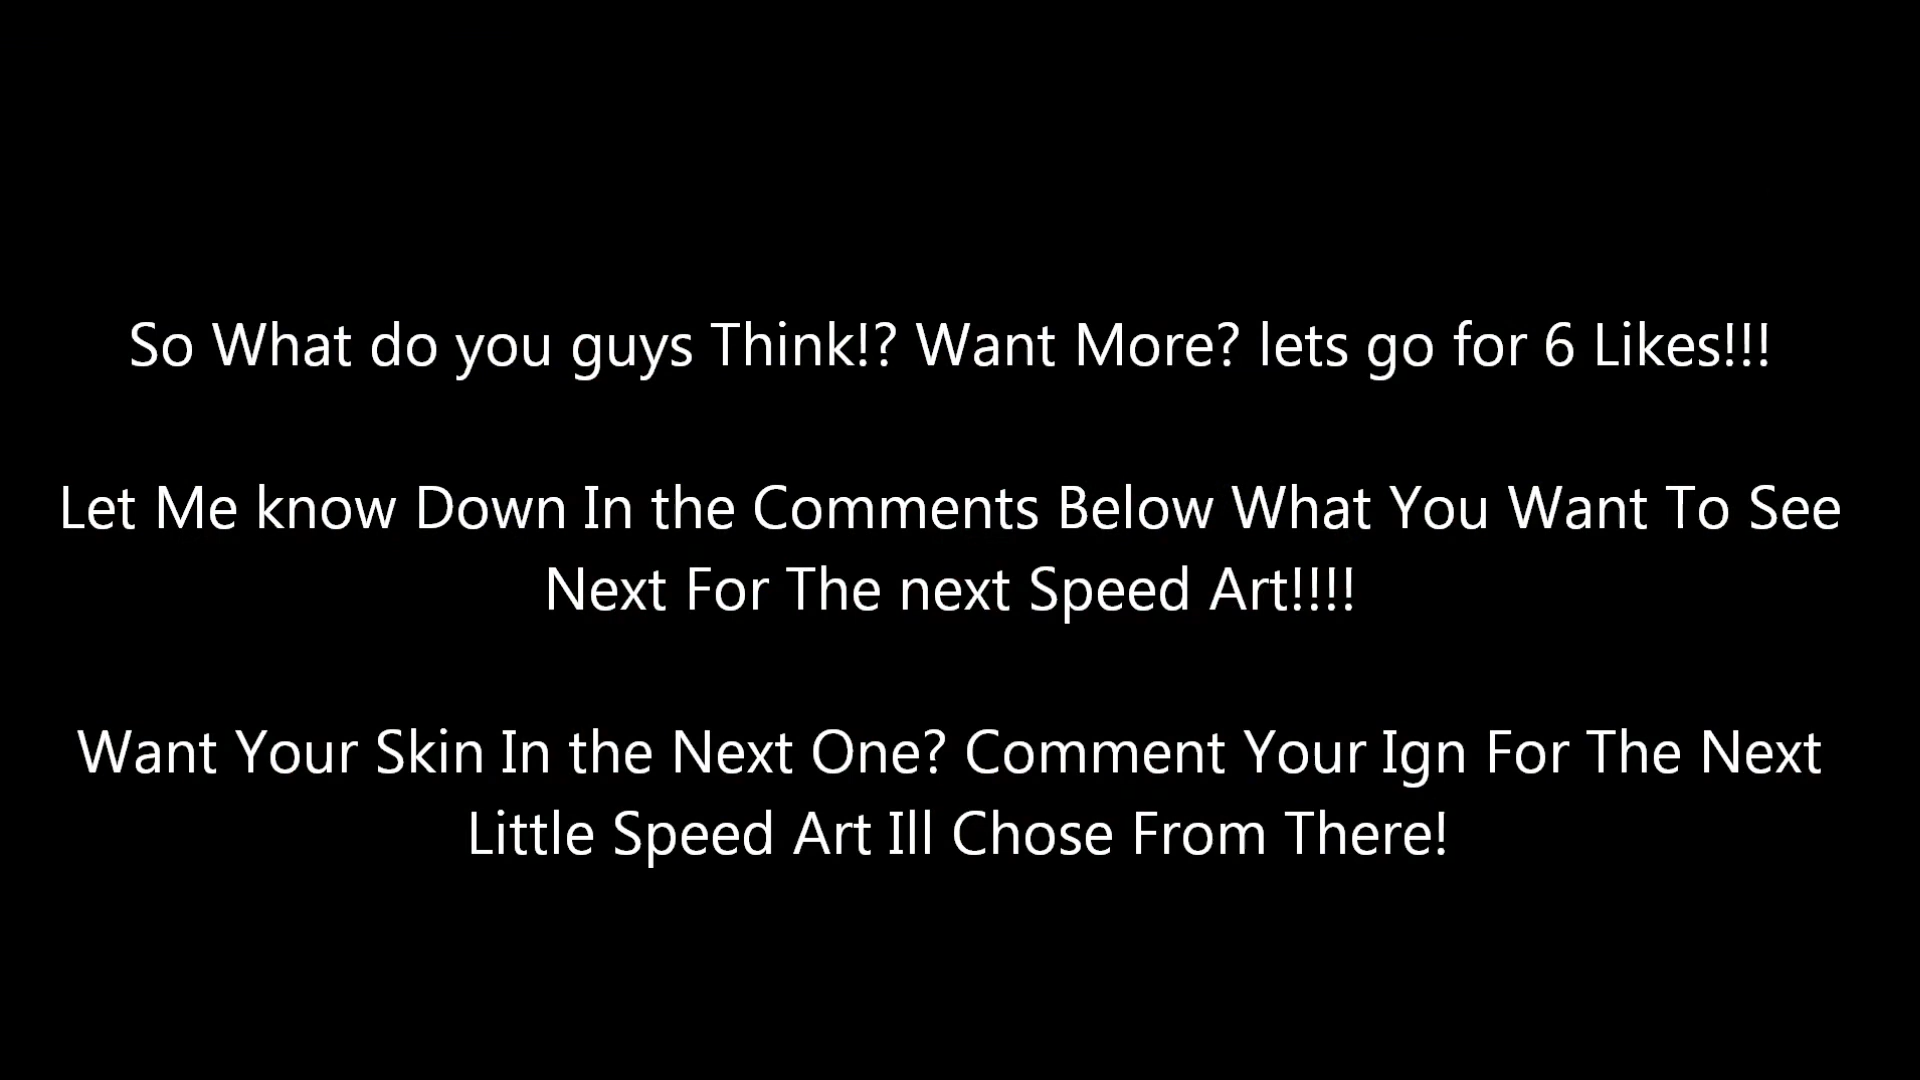 So What do you guys Think!? Want More? lets go for 6 Likes!!!
Let Me know Down In the Comments Below What You Want To See
Next For The next Speed Art!!!!
Want Your Skin In the Next One? Comment Your Ign For The Next
Little Speed Art Ill Chose From There!